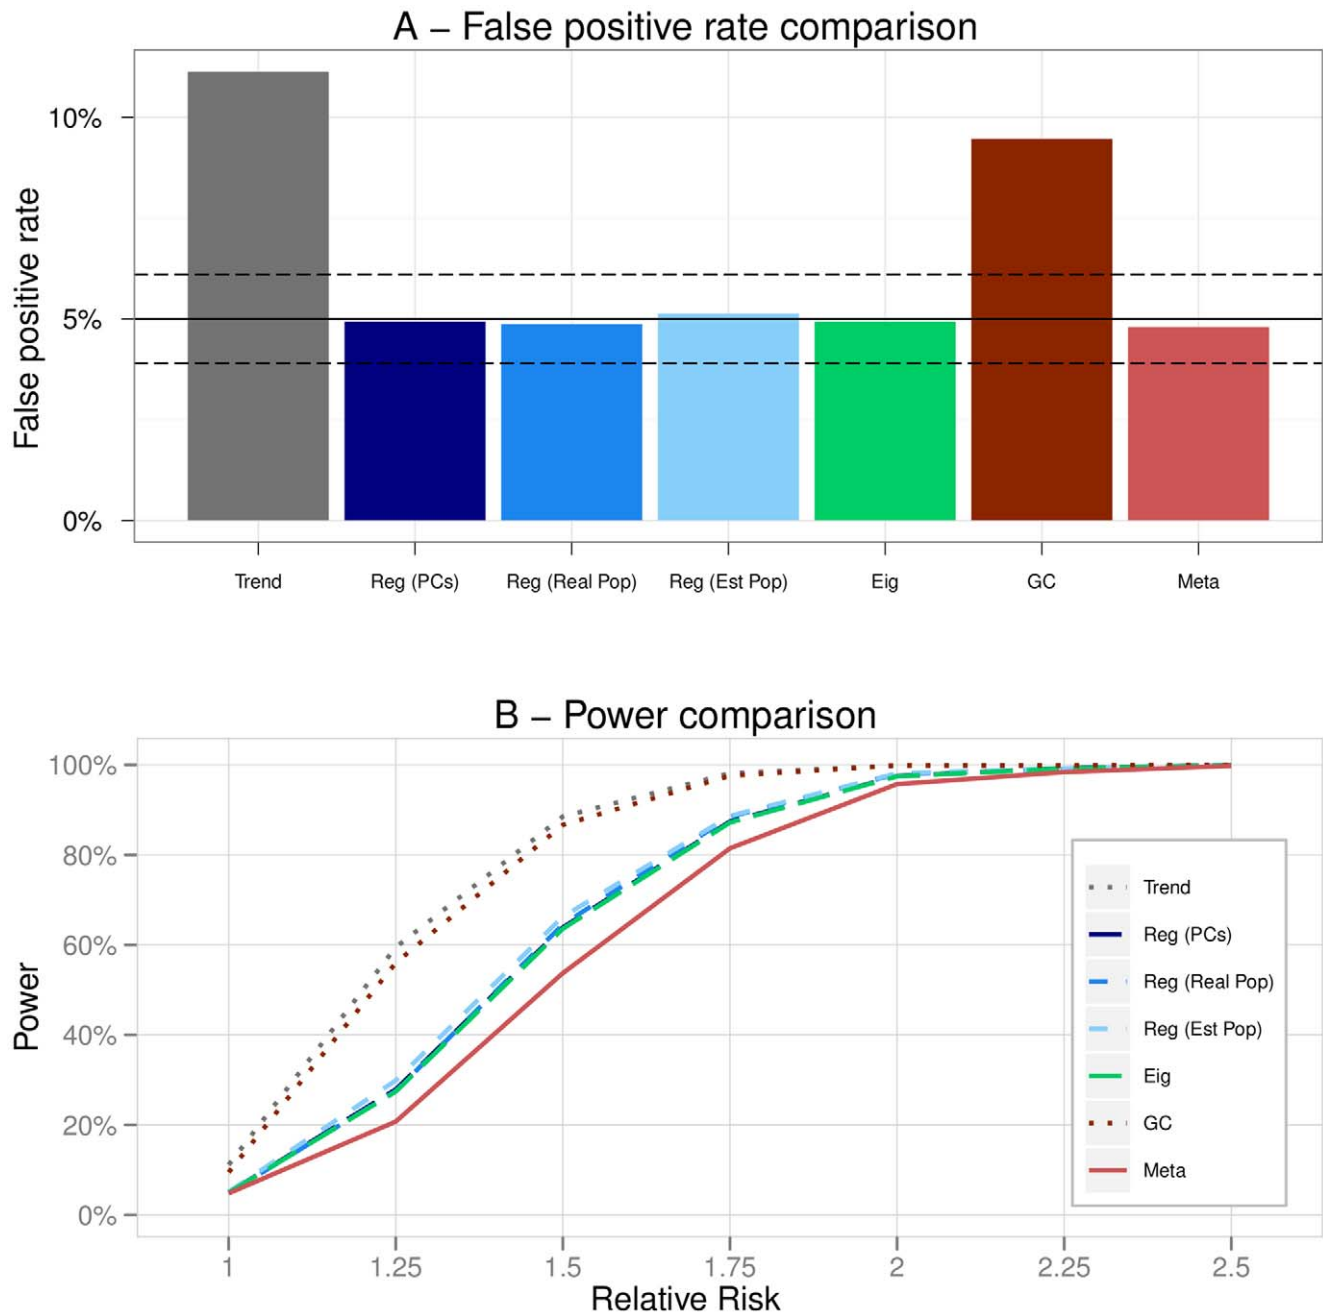 A – False positive rate comparison
False positive rate
10%
5%
0%
Trend Reg (PCs) Reg (Real Pop) Reg (Est Pop) Eig GC Meta
B – Power comparison
Power
100%
80%
60%
40%
20%
0%
Trend
Reg (PCs)
Reg (Real Pop)
Reg (Est Pop)
Eig
GC
Meta
1 1.25 1.5 1.75 2 2.25 2.5
Relative Risk